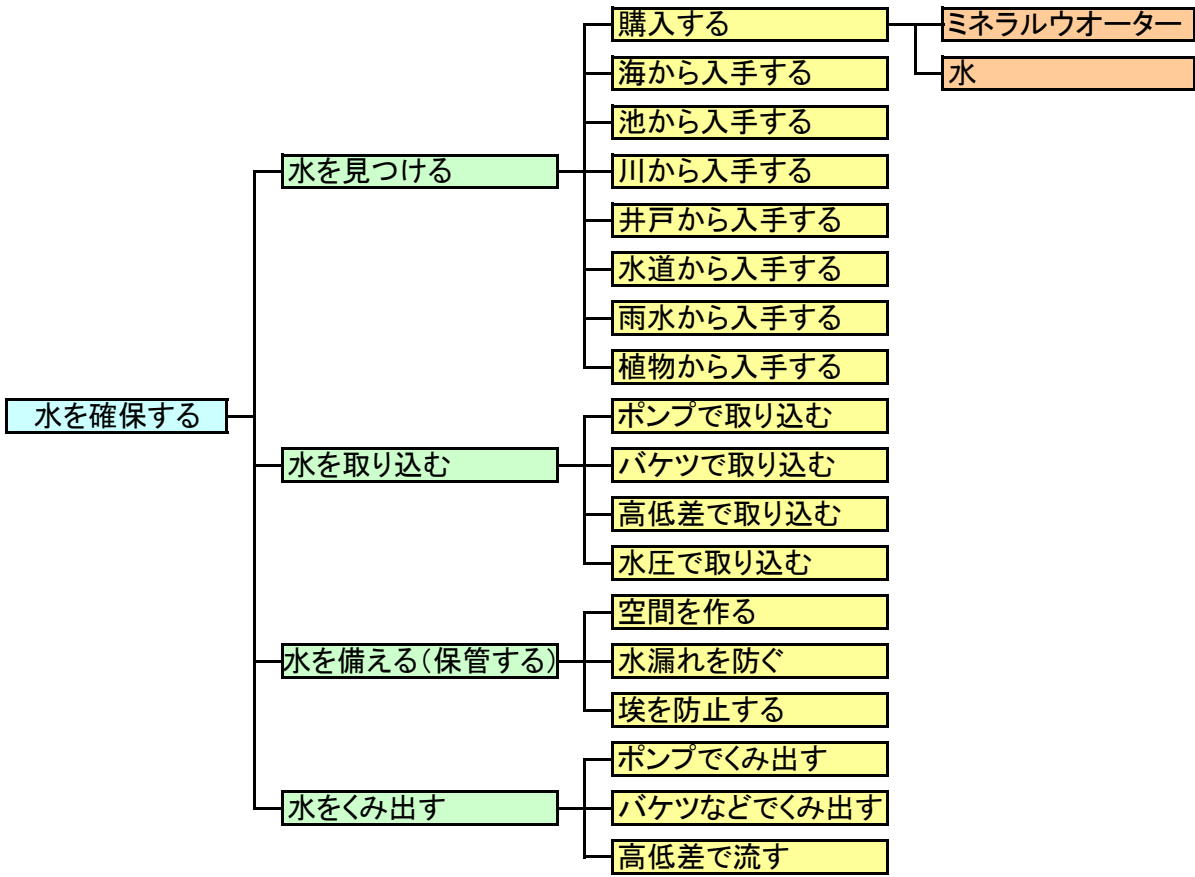 購入する
ミネラルウオーター
海から入手する
水
池から入手する
水を見つける
川から入手する
井戸から入手する
水道から入手する
雨水から入手する
植物から入手する
水を確保する
ポンプで取り込む
水を取り込む
バケツで取り込む
高低差で取り込む
水圧で取り込む
空間を作る
水を備える(保管する)
水漏れを防ぐ
埃を防止する
ポンプでくみ出す
水をくみ出す
バケツなどでくみ出す
高低差で流す